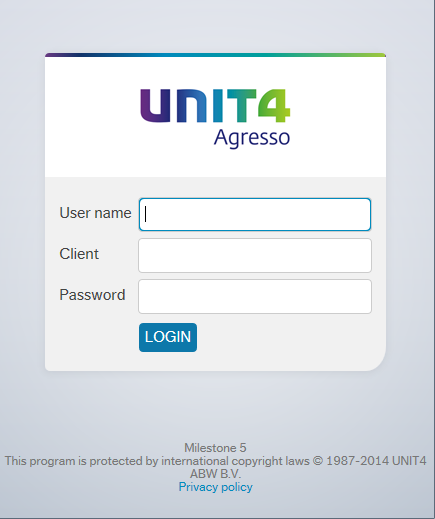 UNIT4
Agresso
User name
Client
Password
LOGIN
Milestone 5
This program is protected by international copyright laws © 1987-2014 UNIT4
ABW B.V.
Privacy policy